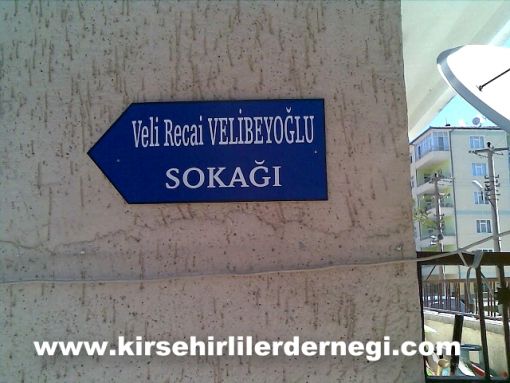 Veli Recai VELİBEYOĞLU
SOKAĞI
www.kirsehirlilerdernegi.com